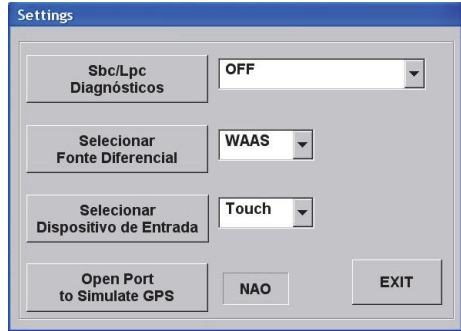 Settings
Sbc/Lpc
Diagnósticos
OFF
Selecionar
Fonte Diferencial
WAAS
Selecionar
Dispositivo de Entrada
Touch
Open Port
to Simulate GPS
NAO
EXIT